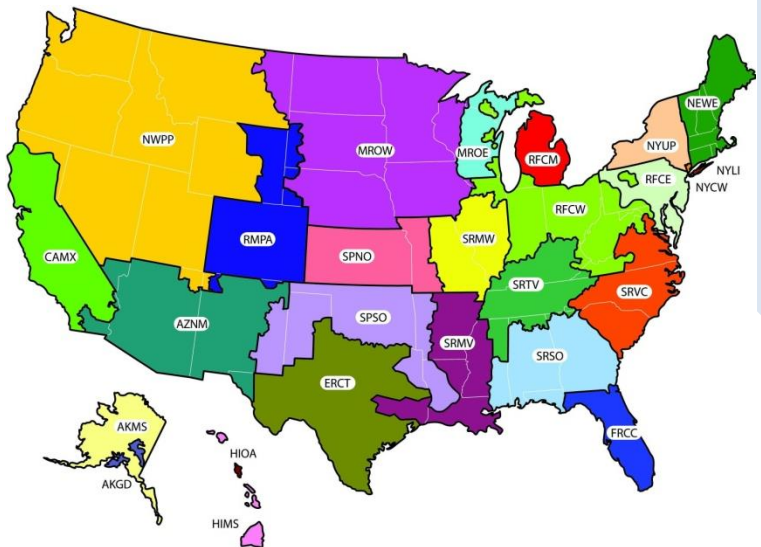 NEWE
NWPP
NYUP
MROW
MROE
RFCM
NYLI
RFCE
NYCW
RFCW
SRMW
RMPA
CAMX
SPNO
SRTV
SRVC
AZNM
SPSO
SRMV
SRSO
ERCT
AKMS
FRCC
HIOA
AKGD
HIMS